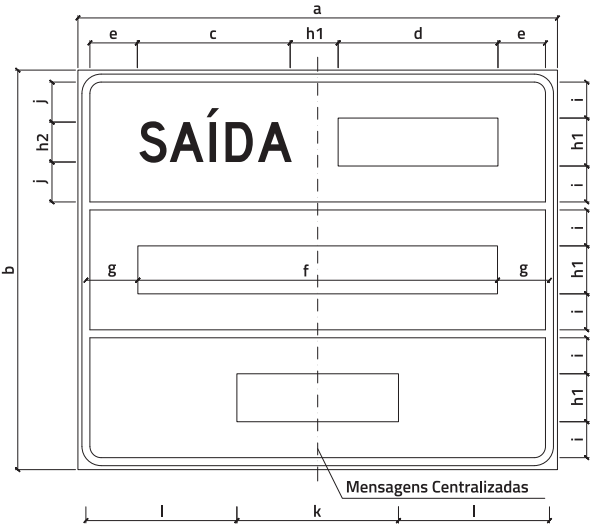 a
e c h1 d e
j i
SAÍDA
h2 h1
j i
i
g f g
h1
b
i
i
h1
i
Mensagens Centralizadas
l k l